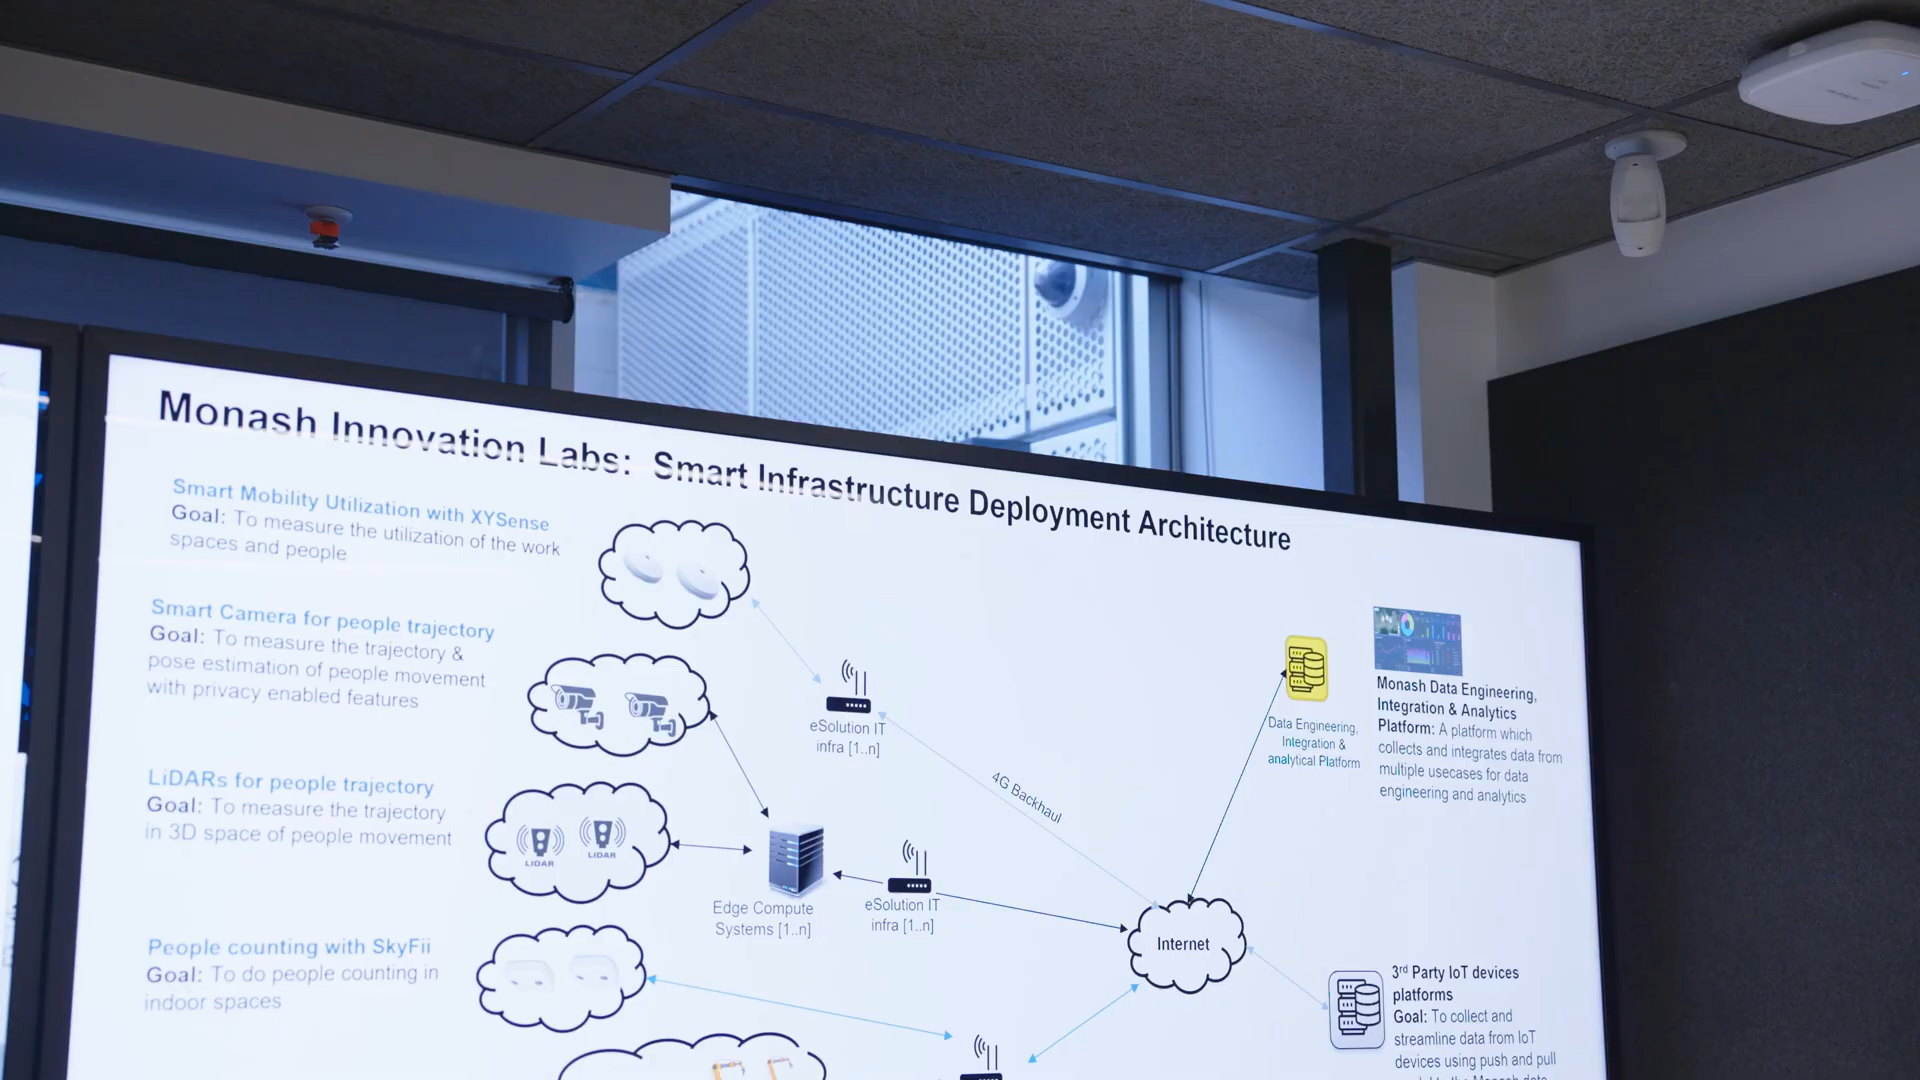 Monash Innovation Labs: Smart Infrastructure Deployment Architecture
Smart Mobility Utilization with XYSense
Goal: To measure the utilization of the work
spaces and people
Smart Camera for people trajectory
Goal: To measure the trajectory &
pose estimation of people movement
with privacy enabled features
LiDARs for people trajectory
Goal: To measure the trajectory
in 3D space of people movement
People counting with SkyFii
Goal: To do people counting in
indoor spaces
LIDAR
LIDAR
eSolution IT
infra [1..n]
4G Backhaul
Edge Compute
Systems [1..n]
eSolution IT
infra [1..n]
Internet
Data Engineering,
Integration &
analytical Platform
Monash Data Engineering,
Integration & Analytics
Platform: A platform which
collects and integrates data from
multiple usecases for data
engineering and analytics
3rd Party IoT devices
platforms
Goal: To collect and
streamline data from IoT
devices using push and pull